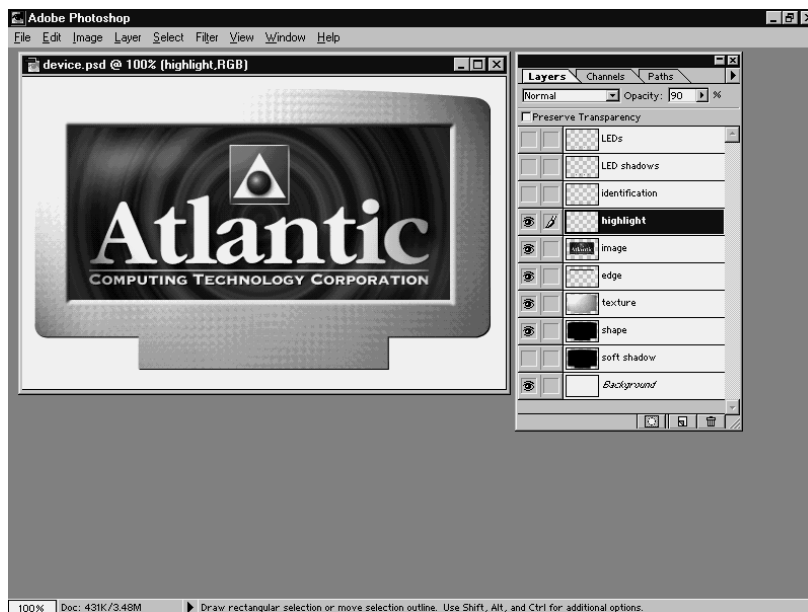 Adobe Photoshop
File Edit Image Layer Select Filter View Window Help
device.psd @ 100% (highlight,RGB)
Atlantic
COMPUTING TECHNOLOGY CORPORATION
Layers Channels Paths
Normal Opacity: 90 %
Preserve Transparency
LEDs
LED shadows
identification
highlight
image
edge
texture
shape
soft shadow
Background
100% Doc: 431K/3.48M Draw rectangular selection or move selection outline. Use Shift, Alt, and Ctrl for additional options.